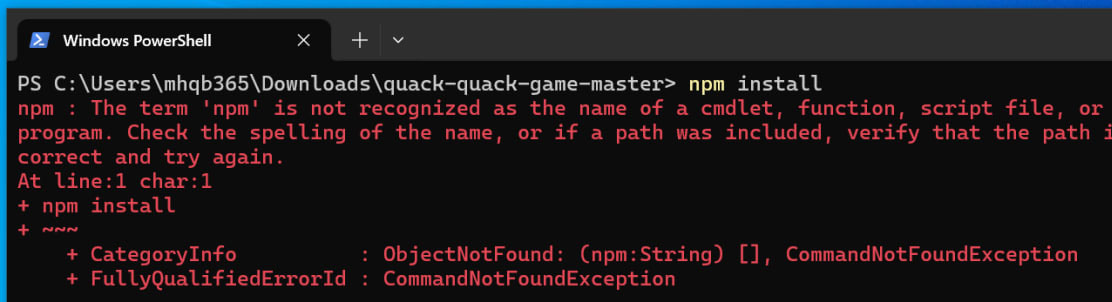 Windows PowerShell
PS C:\Users\mhqb365\Downloads\quack-quack-game-master> npm install
npm : The term 'npm' is not recognized as the name of a cmdlet, function, script file, or
program. Check the spelling of the name, or if a path was included, verify that the path
correct and try again.
At line:1 char:1
+ npm install
+ ~~~
    + CategoryInfo          : ObjectNotFound: (npm:String) [], CommandNotFoundException
    + FullyQualifiedErrorId : CommandNotFoundException